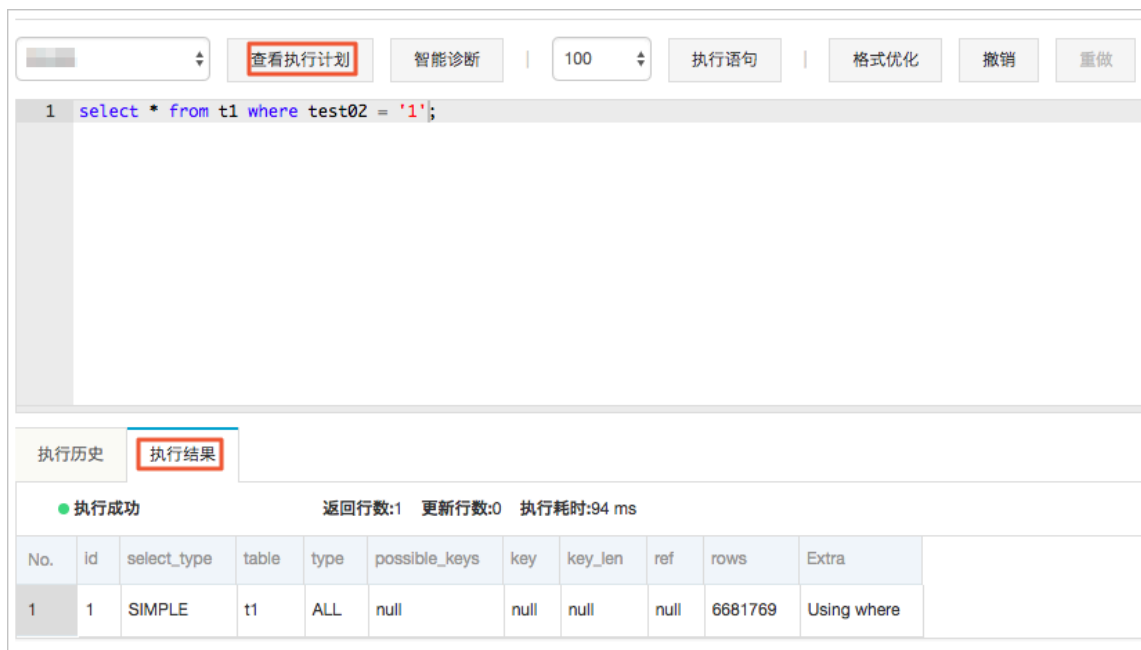 查看执行计划 智能诊断 | 100 执行语句 | 格式优化 撤销 重做
1 select * from t1 where test02 = '1';
执行历史 执行结果
执行成功 返回行数:1 更新行数:0 执行耗时:94 ms
No. id select_type table type possible_keys key key_len ref rows Extra
1 1 SIMPLE t1 ALL null null null null 6681769 Using where